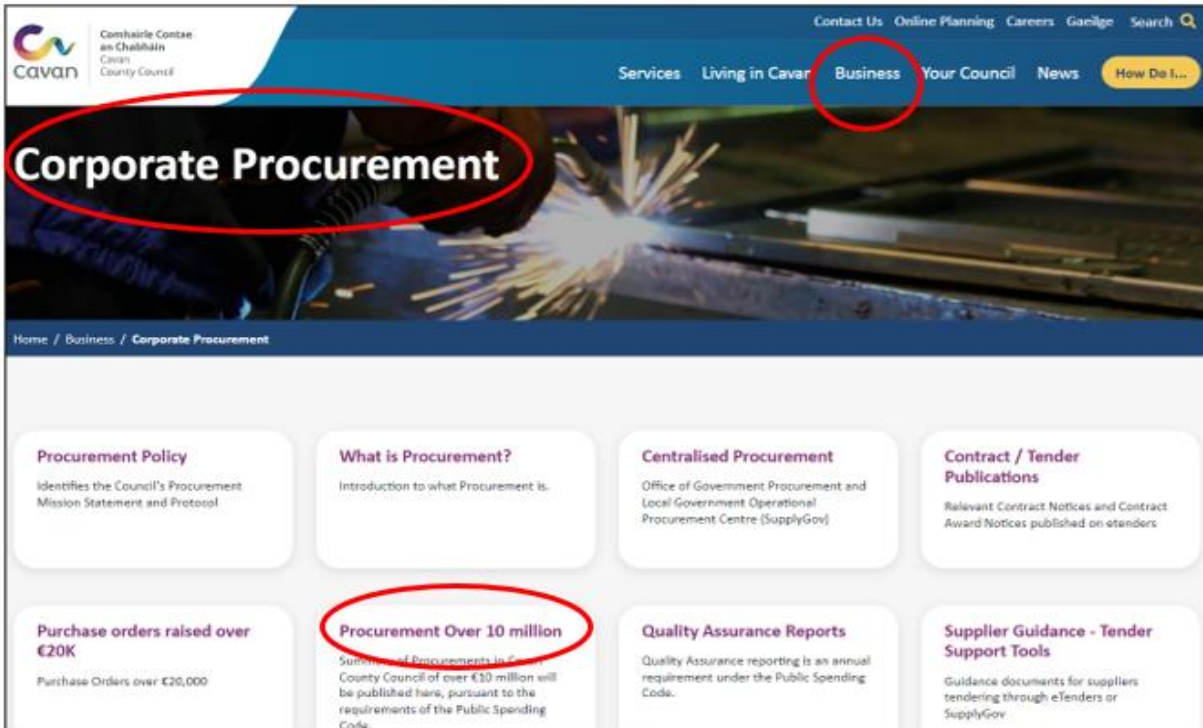 Contact Us Online Planning Careers Gaeilge Search
Comhairle Contae
an Chabháin
Cavan
County Council
Cavan
Services Living in Cavan Business Your Council News How Do I...
Corporate Procurement
Home / Business / Corporate Procurement
Procurement Policy
Identifies the Council's Procurement
Mission Statement and Protocol
What is Procurement?
Introduction to what Procurement is.
Centralised Procurement
Office of Government Procurement and
Local Government Operational
Procurement Centre (SupplyGov)
Contract / Tender
Publications
Relevant Contract Notices and Contract
Award Notices published on etenders
Purchase orders raised over
€20K
Purchase Orders over €20,000
Procurement Over 10 million
Summary of Procurements in Cavan
County Council of over €10 million will
be published here, pursuant to the
requirements of the Public Spending
Code.
Quality Assurance Reports
Quality Assurance reporting is an annual
requirement under the Public Spending
Code.
Supplier Guidance - Tender
Support Tools
Guidance documents for suppliers
tendering through eTenders or
SupplyGov